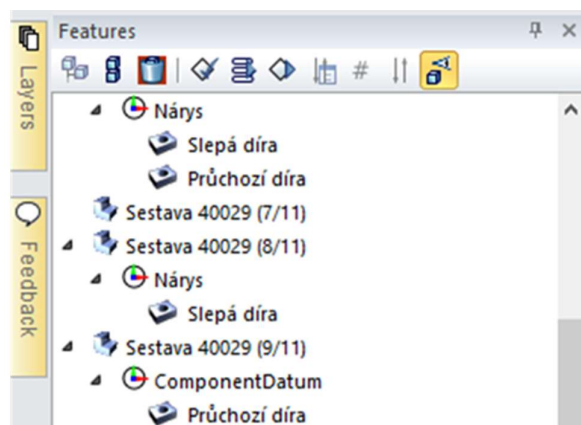 Features
Layers
Feedback
#
Nárys
Slepá díra
Průchozí díra
Sestava 40029 (7/11)
Sestava 40029 (8/11)
Nárys
Slepá díra
Sestava 40029 (9/11)
ComponentDatum
Průchozí díra